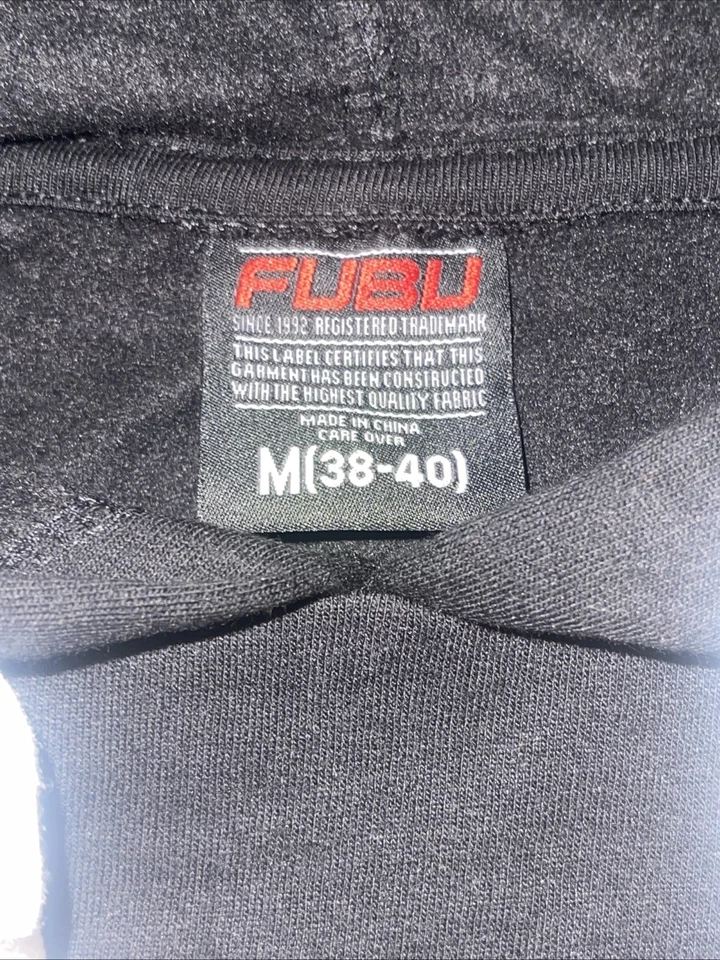 FUBU
SINCE 1992 REGISTERED TRADEMARK
THIS LABEL CERTIFIES THAT THIS
GARMENT HAS BEEN CONSTRUCTED
WITH THE HIGHEST QUALITY FABRIC
MADE IN CHINA
CARE OVER
M(38-40)